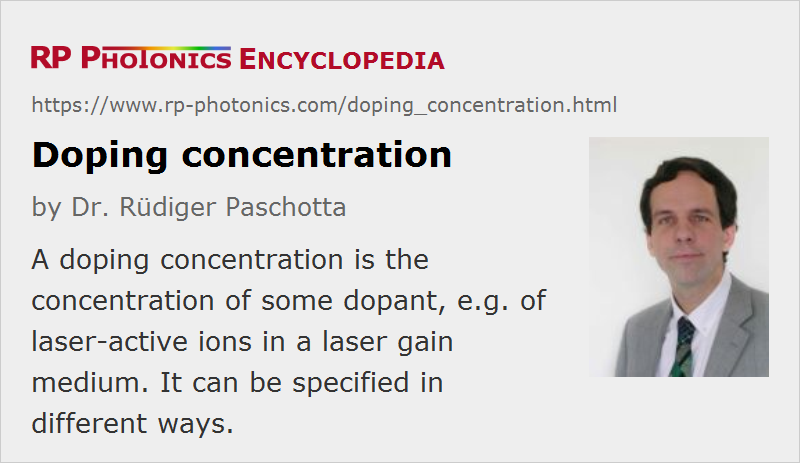 RP PHOTONICS ENCYCLOPEDIA
https://www.rp-photonics.com/doping_concentration.html
Doping concentration
by Dr. Rüdiger Paschotta
A doping concentration is the
concentration of some dopant, e.g. of
laser-active ions in a laser gain
medium. It can be specified in
different ways.